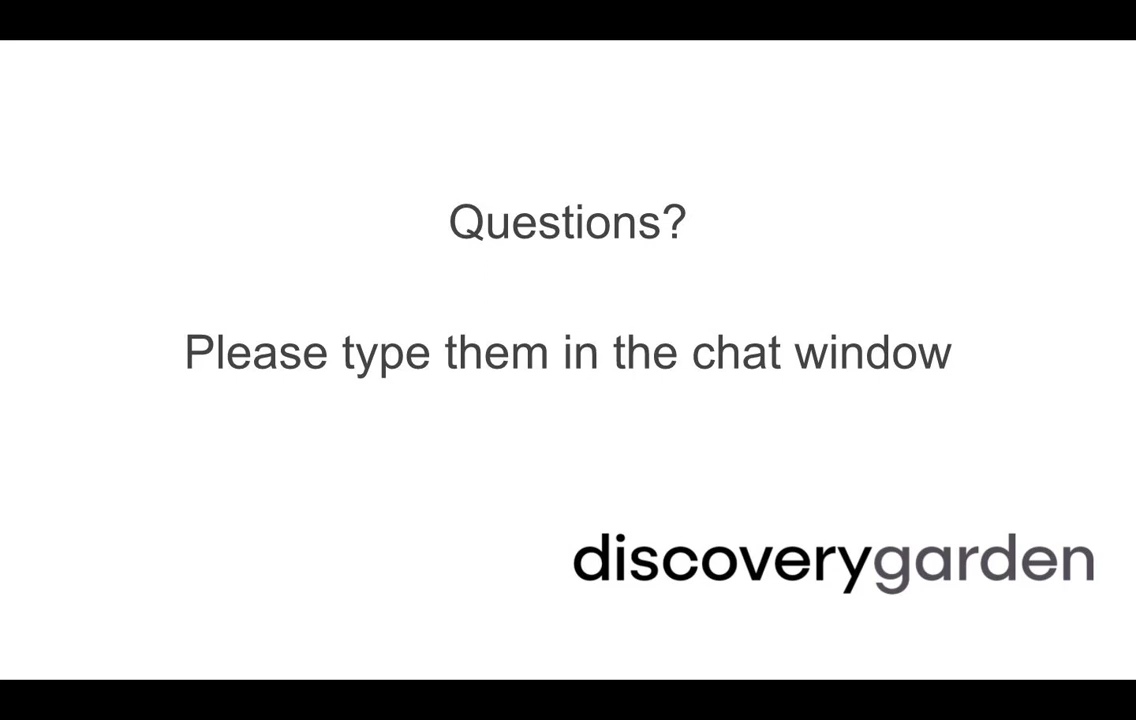 Questions?
Please type them in the chat window
discoverygarden